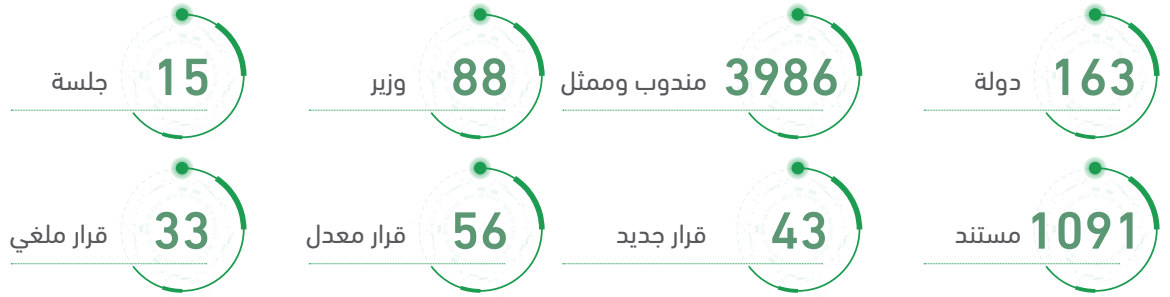 163 دولة
3986 مندوب وممثل
88 وزير
15 جلسة
1091 مستند
43 قرار جديد
56 قرار معدل
33 قرار ملغي